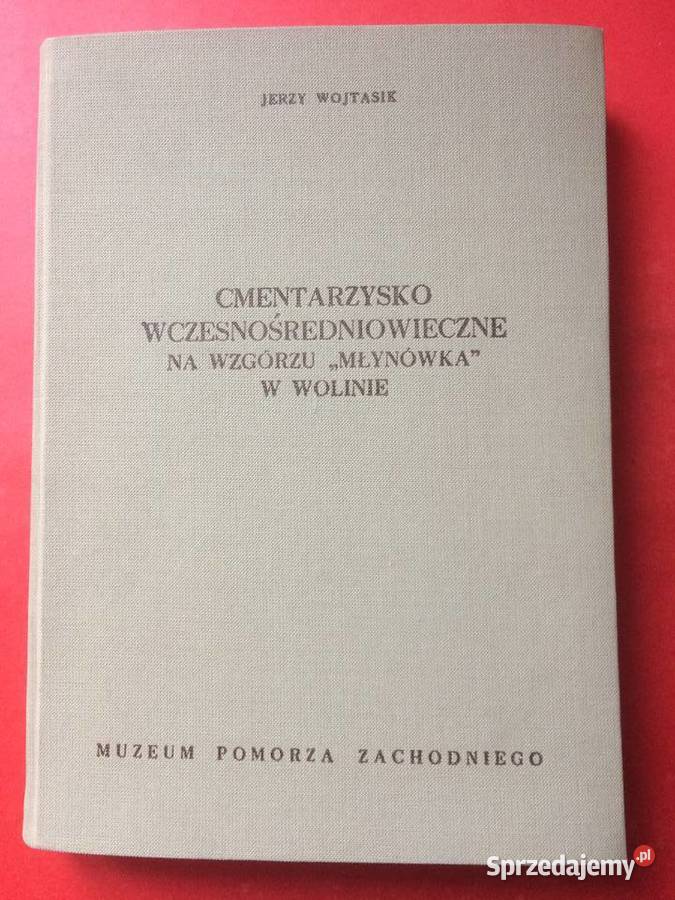 JERZY WOJTASIK
CMENTARZYSKO
WCZESNOŚREDNIOWIECZNE
NA WZGÓRZU „MŁYNÓWKA”
W WOLINIE
MUZEUM POMORZA ZACHODNIEGO
Sprzedajemy.pl